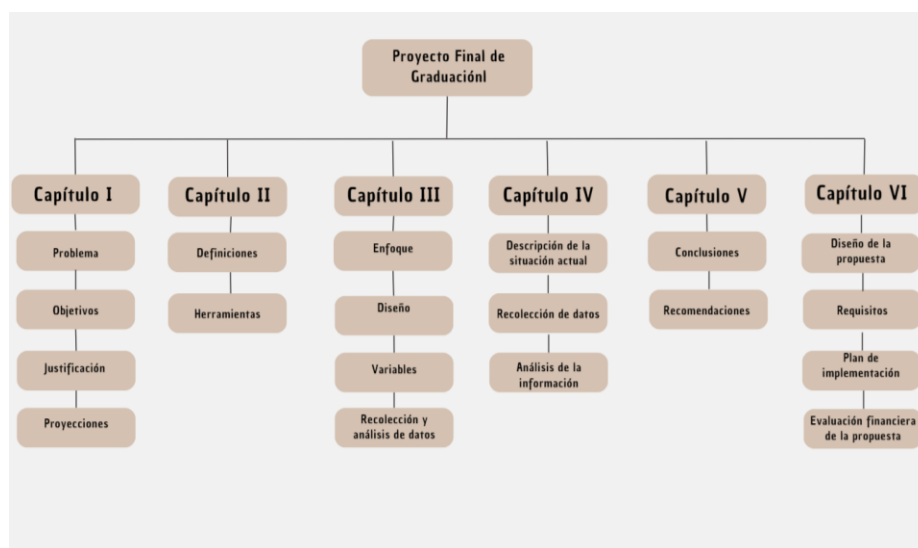 Proyecto Final de
Graduaciónl
Capítulo I
Problema
Objetivos
Justificación
Proyecciones
Capítulo II
Definiciones
Herramientas
Capítulo III
Enfoque
Diseño
Variables
Recolección y
análisis de datos
Capítulo IV
Descripción de la
situación actual
Recolección de datos
Análisis de la
información
Capítulo V
Conclusiones
Recomendaciones
Capítulo VI
Diseño de la
propuesta
Requisitos
Plan de
implementación
Evaluación financiera
de la propuesta